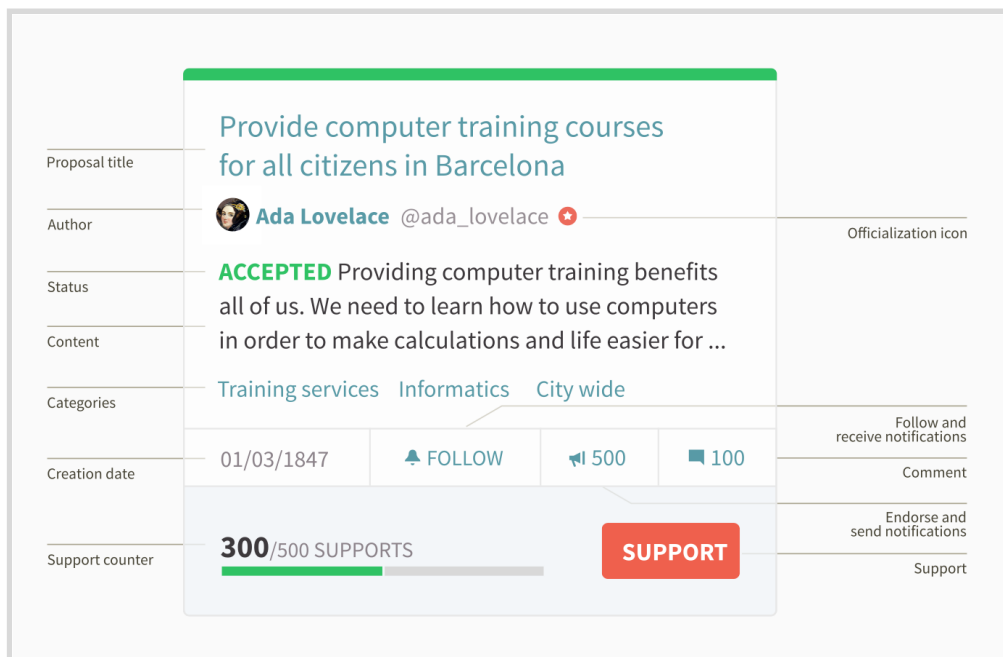 Provide computer training courses
for all citizens in Barcelona
Proposal title
Ada Lovelace @ada_lovelace
Author
Officialization icon
ACCEPTED Providing computer training benefits
all of us. We need to learn how to use computers
in order to make calculations and life easier for ...
Status
Content
Training services Informatics City wide
Categories
Follow and
receive notifications
01/03/1847 FOLLOW 500 100
Creation date
Comment
Endorse and
send notifications
300/500 SUPPORTS
SUPPORT
Support counter
Support